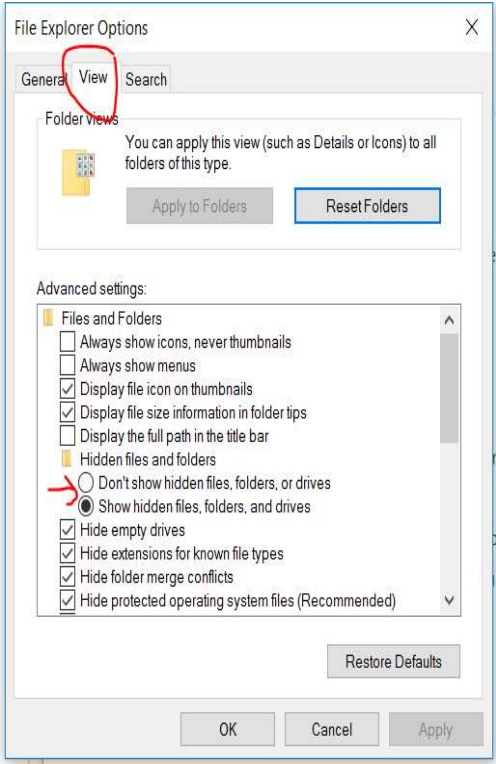 File Explorer Options
General
View
Search
Folder views
You can apply this view (such as Details or Icons) to all
folders of this type.
Apply to Folders
Reset Folders
Advanced settings:
Files and Folders
Always show icons, never thumbnails
Always show menus
Display file icon on thumbnails
Display file size information in folder tips
Display the full path in the title bar
Hidden files and folders
Don't show hidden files, folders, or drives
Show hidden files, folders, and drives
Hide empty drives
Hide extensions for known file types
Hide folder merge conflicts
Hide protected operating system files (Recommended)
Restore Defaults
OK
Cancel
Apply